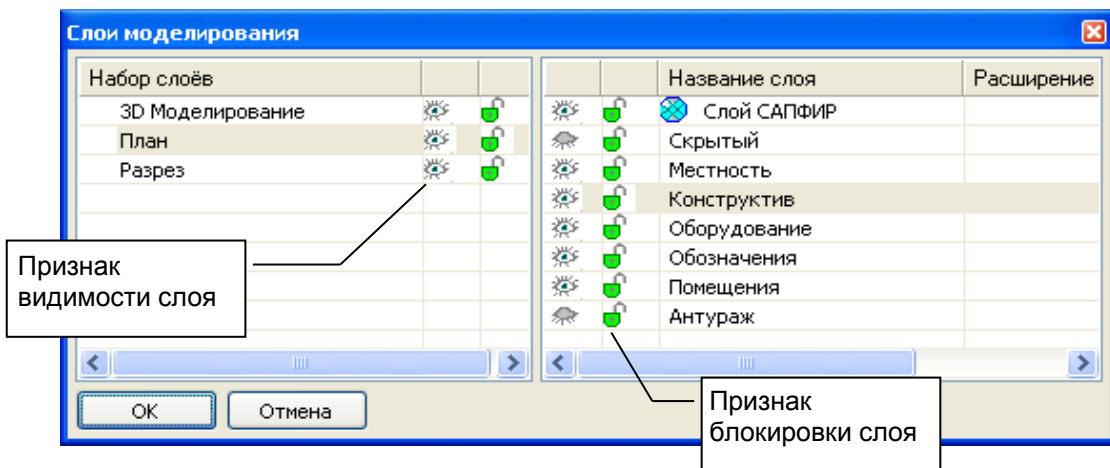 Слои моделирования
Набор слоёв
3D Моделирование
План
Разрез
Название слоя Расширение
Слой САПФИР
Скрытый
Местность
Конструктив
Оборудование
Обозначения
Помещения
Антураж
Признак
видимости слоя
OK Отмена
Признак
блокировки слоя